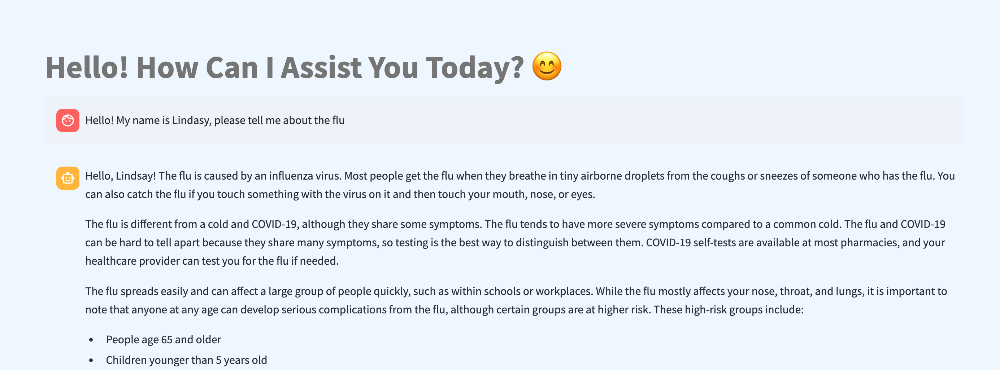 Hello! How Can I Assist You Today? 😊
Hello! My name is Lindasy, please tell me about the flu
Hello, Lindsay! The flu is caused by an influenza virus. Most people get the flu when they breathe in tiny airborne droplets from the coughs or sneezes of someone who has the flu. You
can also catch the flu if you touch something with the virus on it and then touch your mouth, nose, or eyes.
The flu is different from a cold and COVID-19, although they share some symptoms. The flu tends to have more severe symptoms compared to a common cold. The flu and COVID-19
can be hard to tell apart because they share many symptoms, so testing is the best way to distinguish between them. COVID-19 self-tests are available at most pharmacies, and your
healthcare provider can test you for the flu if needed.
The flu spreads easily and can affect a large group of people quickly, such as within schools or workplaces. While the flu mostly affects your nose, throat, and lungs, it is important to
note that anyone at any age can develop serious complications from the flu, although certain groups are at higher risk. These high-risk groups include:
• People age 65 and older
• Children younger than 5 years old